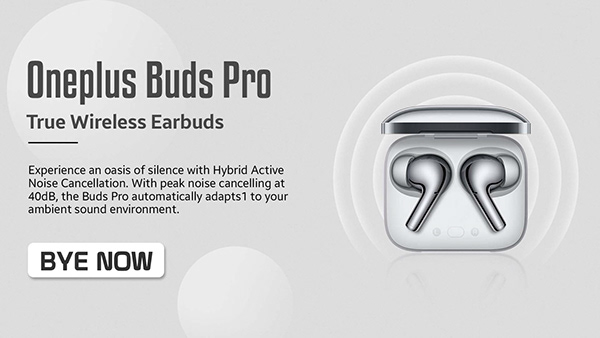 Oneplus Buds Pro
True Wireless Earbuds
Experience an oasis of silence with Hybrid Active
Noise Cancellation. With peak noise cancelling at
40dB, the Buds Pro automatically adapts1 to your
ambient sound environment.
BYE NOW